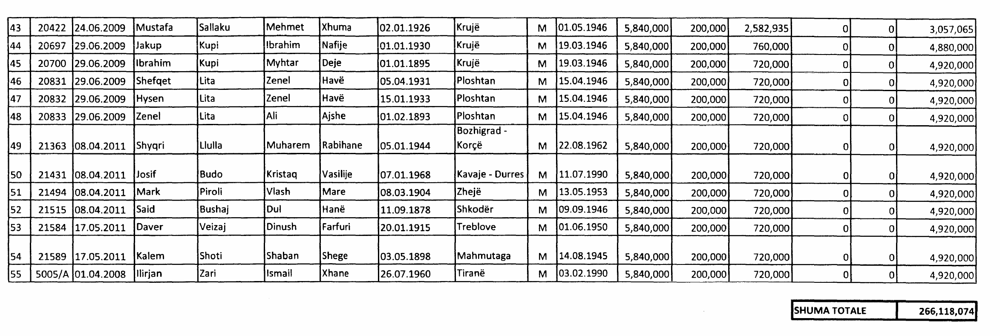 43 20422 24.06.2009 Mustafa Sallaku Mehmet Xhuma 02.01.1926 Krujë M 01.05.1946 5,840,000 200,000 2,582,935 0 0 3,057,065
44 20697 29.06.2009 Jakup Kupi Ibrahim Nafije 01.01.1930 Krujë M 19.03.1946 5,840,000 200,000 760,000 0 0 4,880,000
45 20700 29.06.2009 Ibrahim Kupi Myhtar Deje 01.01.1895 Krujë M 19.03.1946 5,840,000 200,000 720,000 0 0 4,920,000
46 20831 29.06.2009 Shefqet Lita Zenel Havë 05.04.1931 Ploshtan M 15.04.1946 5,840,000 200,000 720,000 0 0 4,920,000
47 20832 29.06.2009 Hysen Lita Zenel Havë 15.01.1933 Ploshtan M 15.04.1946 5,840,000 200,000 720,000 0 0 4,920,000
48 20833 29.06.2009 Zenel Lita Ali Ajshe 01.02.1893 Ploshtan M 15.04.1946 5,840,000 200,000 720,000 0 0 4,920,000
Bozhigrad -
49 21363 08.04.2011 Shyqri Llulla Muharem Rabihane 05.01.1944 Korçë M 22.08.1962 5,840,000 200,000 720,000 0 0 4,920,000
50 21431 08.04.2011 Josif Budo Kristaq Vasilije 07.01.1968 Kavaje - Durres M 11.07.1990 5,840,000 200,000 720,000 0 0 4,920,000
51 21494 08.04.2011 Mark Piroli Vlash Mare 08.03.1904 Zhejë M 13.05.1953 5,840,000 200,000 720,000 0 0 4,920,000
52 21515 08.04.2011 Said Bushaj Dul Hanë 11.09.1878 Shkodër M 09.09.1946 5,840,000 200,000 720,000 0 0 4,920,000
53 21584 17.05.2011 Daver Veizaj Dinush Farfuri 20.01.1915 Treblove M 01.06.1950 5,840,000 200,000 720,000 0 0 4,920,000
54 21589 17.05.2011 Kalem Shoti Shaban Shege 03.05.1898 Mahmutaga M 14.08.1945 5,840,000 200,000 720,000 0 0 4,920,000
55 5005/A 01.04.2008 Ilirjan Zari Ismail Xhane 26.07.1960 Tiranë M 03.02.1990 5,840,000 200,000 720,000 0 0 4,920,000
SHUMA TOTALE 266,118,074